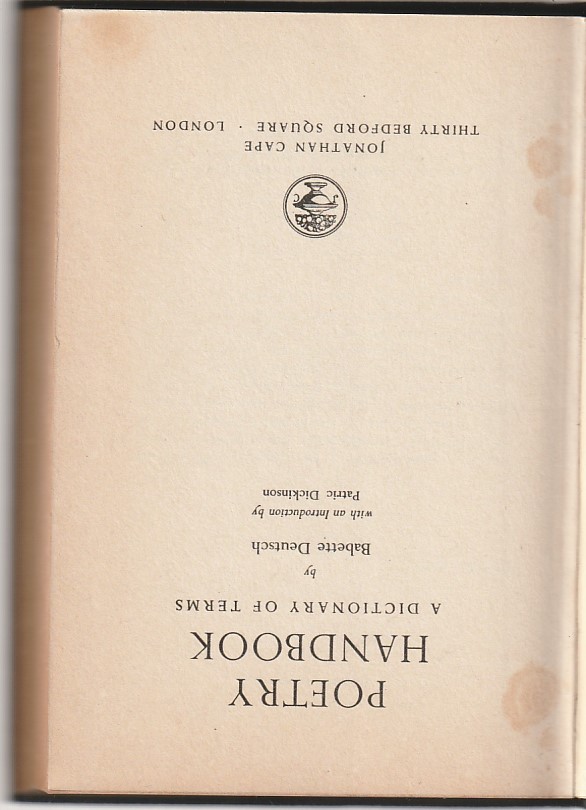 POETRY
HANDBOOK
A DICTIONARY OF TERMS
by
Babette Deutsch
with an Introduction by
Patric Dickinson
JONATHAN CAPE
THIRTY BEDFORD SQUARE · LONDON